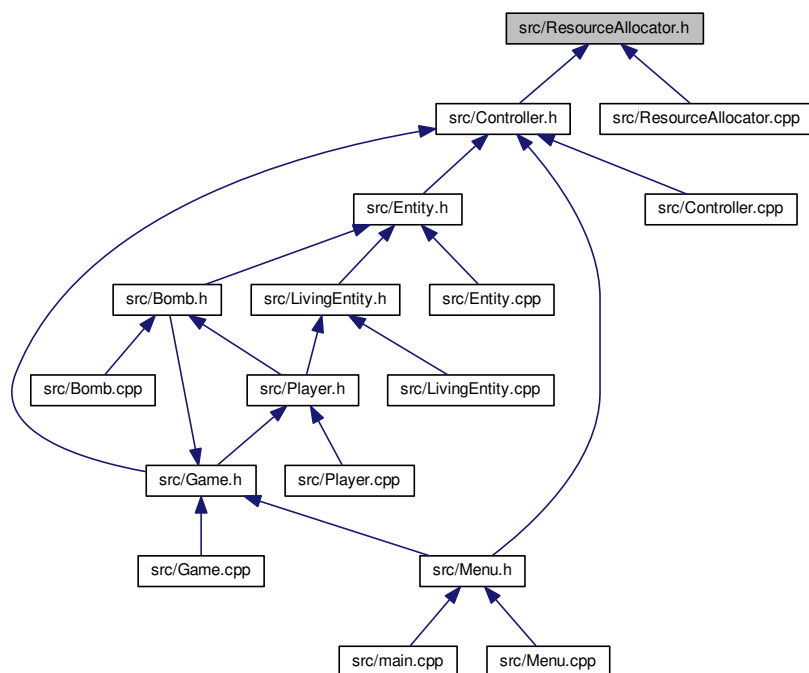 src/ResourceAllocator.h
src/Controller.h
src/ResourceAllocator.cpp
src/Entity.h
src/Controller.cpp
src/Bomb.h
src/LivingEntity.h
src/Entity.cpp
src/Bomb.cpp
src/Player.h
src/LivingEntity.cpp
src/Game.h
src/Player.cpp
src/Game.cpp
src/Menu.h
src/main.cpp
src/Menu.cpp